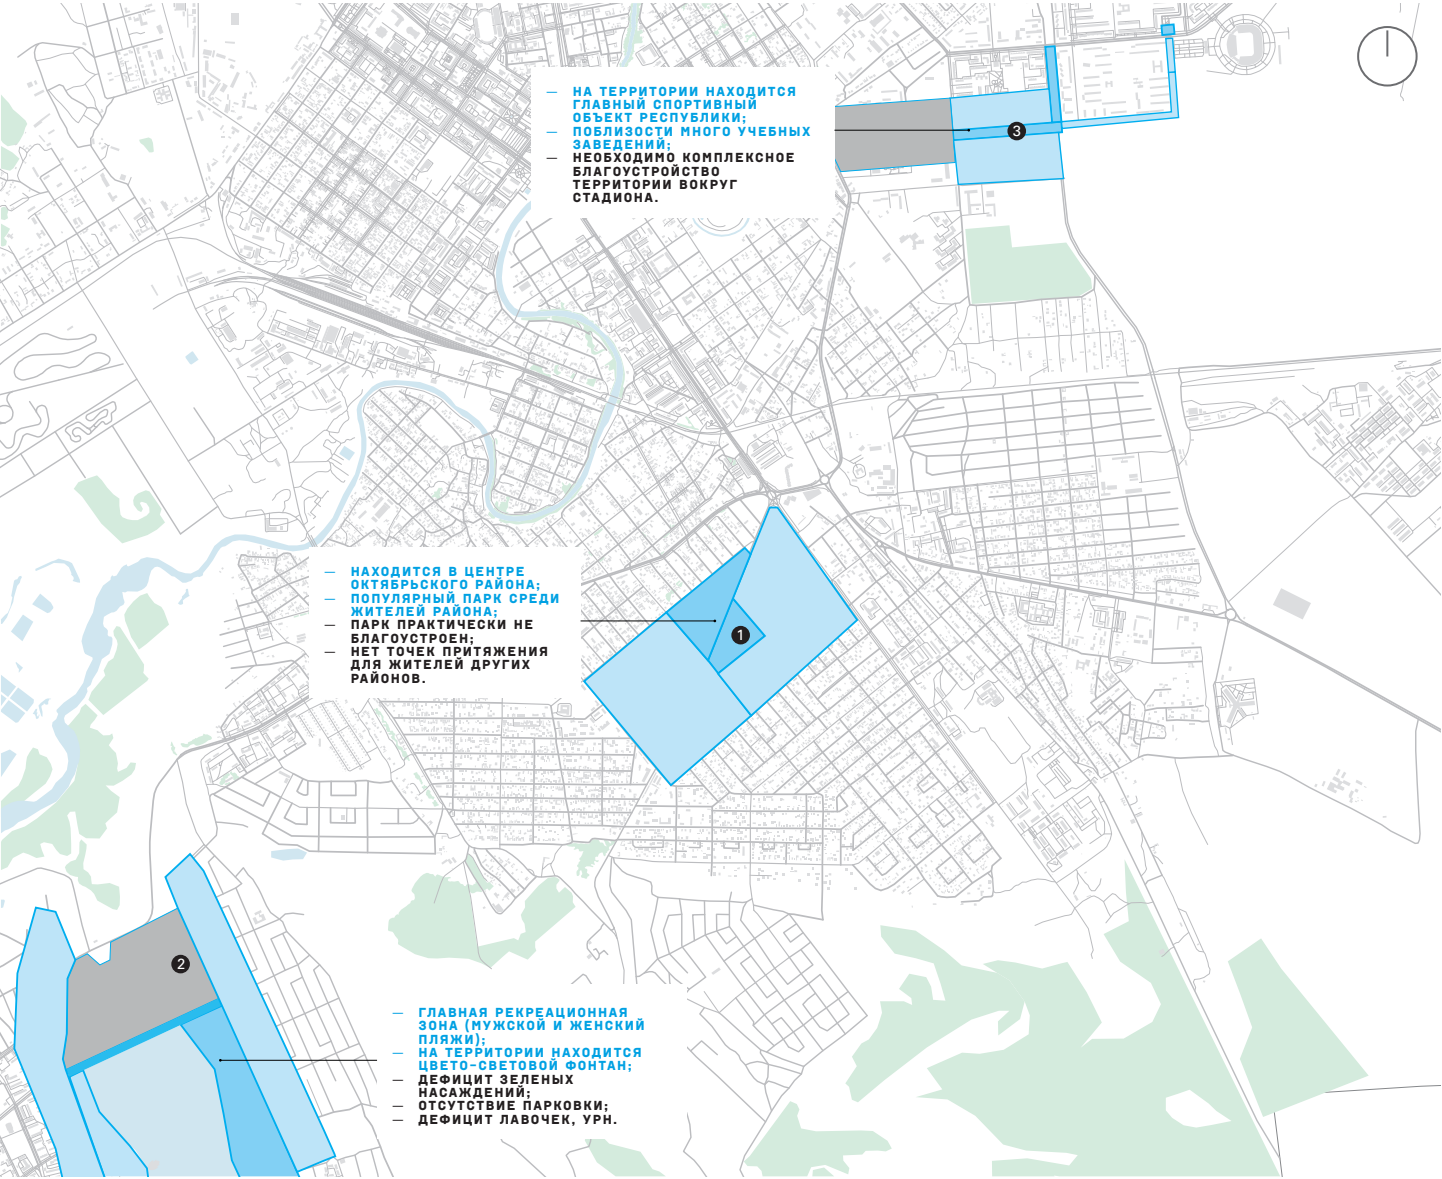 — НА ТЕРРИТОРИИ НАХОДИТСЯ
ГЛАВНЫЙ СПОРТИВНЫЙ
ОБЪЕКТ РЕСПУБЛИКИ;
— ПОБЛИЗОСТИ МНОГО УЧЕБНЫХ
ЗАВЕДЕНИЙ;
— НЕОБХОДИМО КОМПЛЕКСНОЕ
БЛАГОУСТРОЙСТВО
ТЕРРИТОРИИ ВОКРУГ
СТАДИОНА.
3
— НАХОДИТСЯ В ЦЕНТРЕ
ОКТЯБРЬСКОГО РАЙОНА;
— ПОПУЛЯРНЫЙ ПАРК СРЕДИ
ЖИТЕЛЕЙ РАЙОНА;
— ПАРК ПРАКТИЧЕСКИ НЕ
БЛАГОУСТРОЕН;
— НЕТ ТОЧЕК ПРИТЯЖЕНИЯ
ДЛЯ ЖИТЕЛЕЙ ДРУГИХ
РАЙОНОВ.
1
2
— ГЛАВНАЯ РЕКРЕАЦИОННАЯ
ЗОНА (МУЖСКОЙ И ЖЕНСКИЙ
ПЛЯЖИ);
— НА ТЕРРИТОРИИ НАХОДИТСЯ
ЦВЕТО-СВЕТОВОЙ ФОНТАН;
— ДЕФИЦИТ ЗЕЛЕНЫХ
НАСАЖДЕНИЙ;
— ОТСУТСТВИЕ ПАРКОВКИ;
— ДЕФИЦИТ ЛАВОЧЕК, УРН.